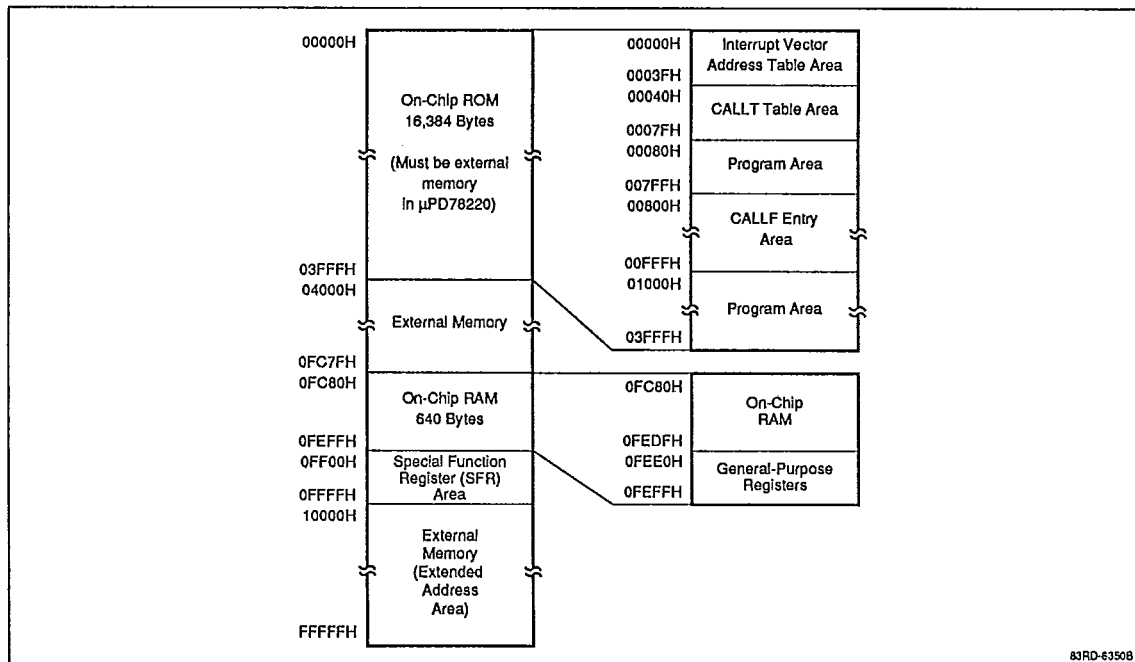 00000H
On-Chip ROM
16,384 Bytes
(Must be external
memory
in µPD78220)
03FFFH
04000H
External Memory
0FC7FH
0FC80H
On-Chip RAM
640 Bytes
0FEFFH
0FF00H
Special Function
Register (SFR)
Area
0FFFFH
10000H
External
Memory
(Extended
Address
Area)
FFFFFH
00000H
Interrupt Vector
Address Table Area
0003FH
00040H
CALLT Table Area
0007FH
00080H
Program Area
007FFH
00800H
CALLF Entry
Area
00FFFH
01000H
Program Area
03FFFH
0FC80H
On-Chip
RAM
0FEDFH
0FEE0H
General-Purpose
Registers
0FEFFH
83RD-6350B